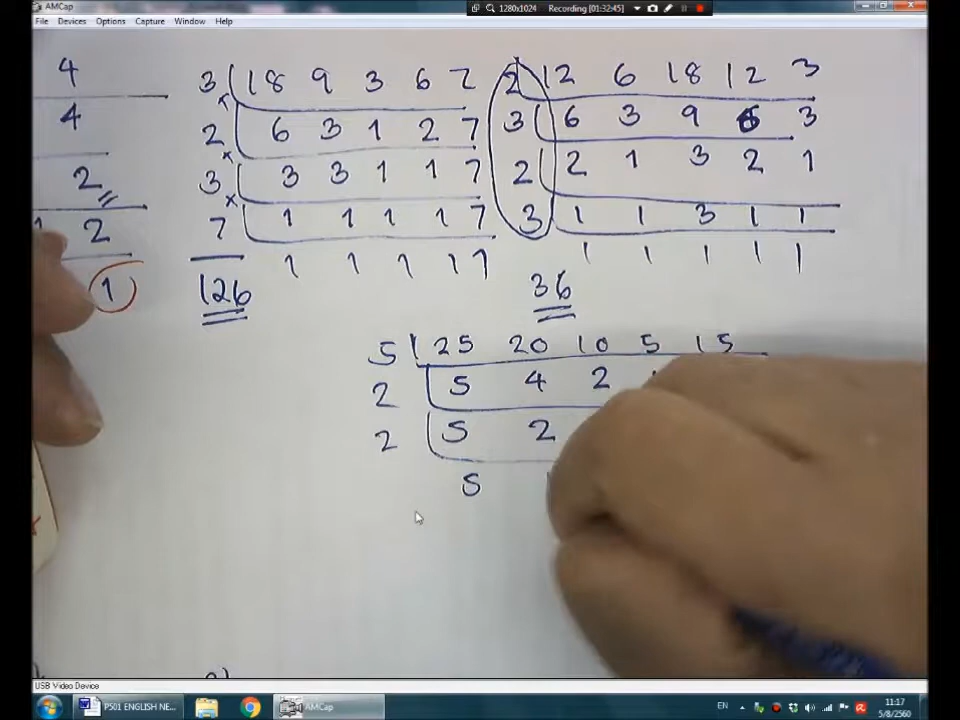 AMCap
1280x1024 Recording [01:32:45]
File Devices Options Capture Window Help
4
4
2
1 2
1
3 18 9 3 6 7
x
2 6 3 1 2 7
x
3 3 3 1 1 7
x
7 1 1 1 1 7
1 1 1 1 1
126
2 12 6 18 12 3
3 6 3 9 6 3
2 2 1 3 2 1
3 1 1 3 1 1
1 1 1 1 1
36
5 25 20 10 5 15
2 5 4 2
2 5 2
5
USB Video Device
P501 ENGLISH NE...
AMCap
EN
11:17
5/8/2560